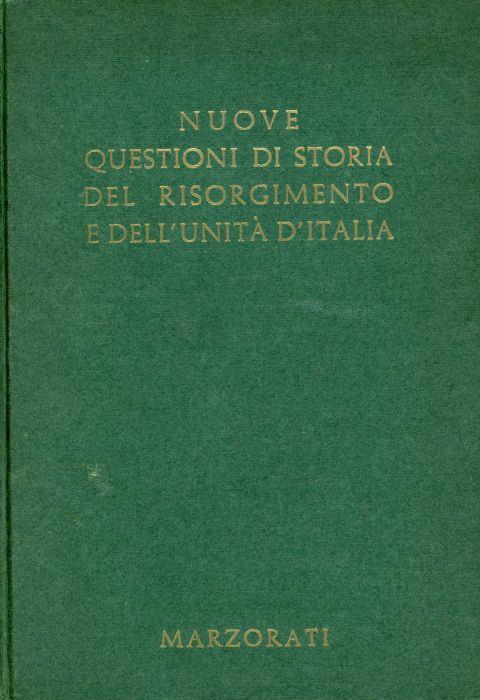 NUOVE
QUESTIONI DI STORIA
DEL RISORGIMENTO
E DELL'UNITÀ D'ITALIA
MARZORATI